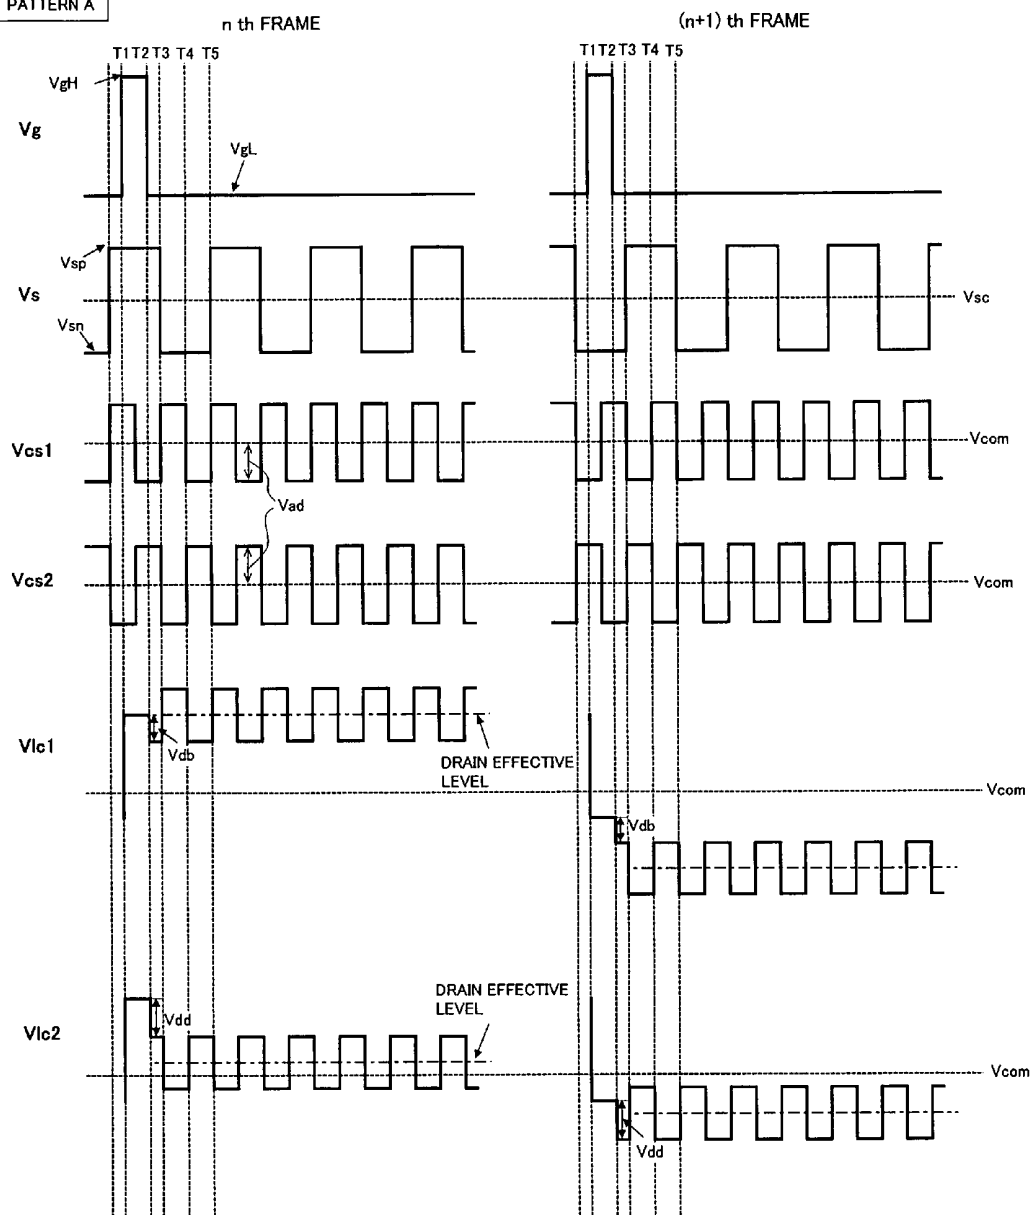 PATTERN A
n th FRAME
(n+1) th FRAME
T1 T2 T3 T4 T5
T1 T2 T3 T4 T5
VgH
Vg
VgL
Vsp
Vs
Vsc
Vsn
Vcs1
Vcom
Vad
Vcs2
Vcom
Vlc1
Vdb
DRAIN EFFECTIVE
LEVEL
Vcom
Vdb
DRAIN EFFECTIVE
LEVEL
Vdd
Vlc2
Vcom
Vdd